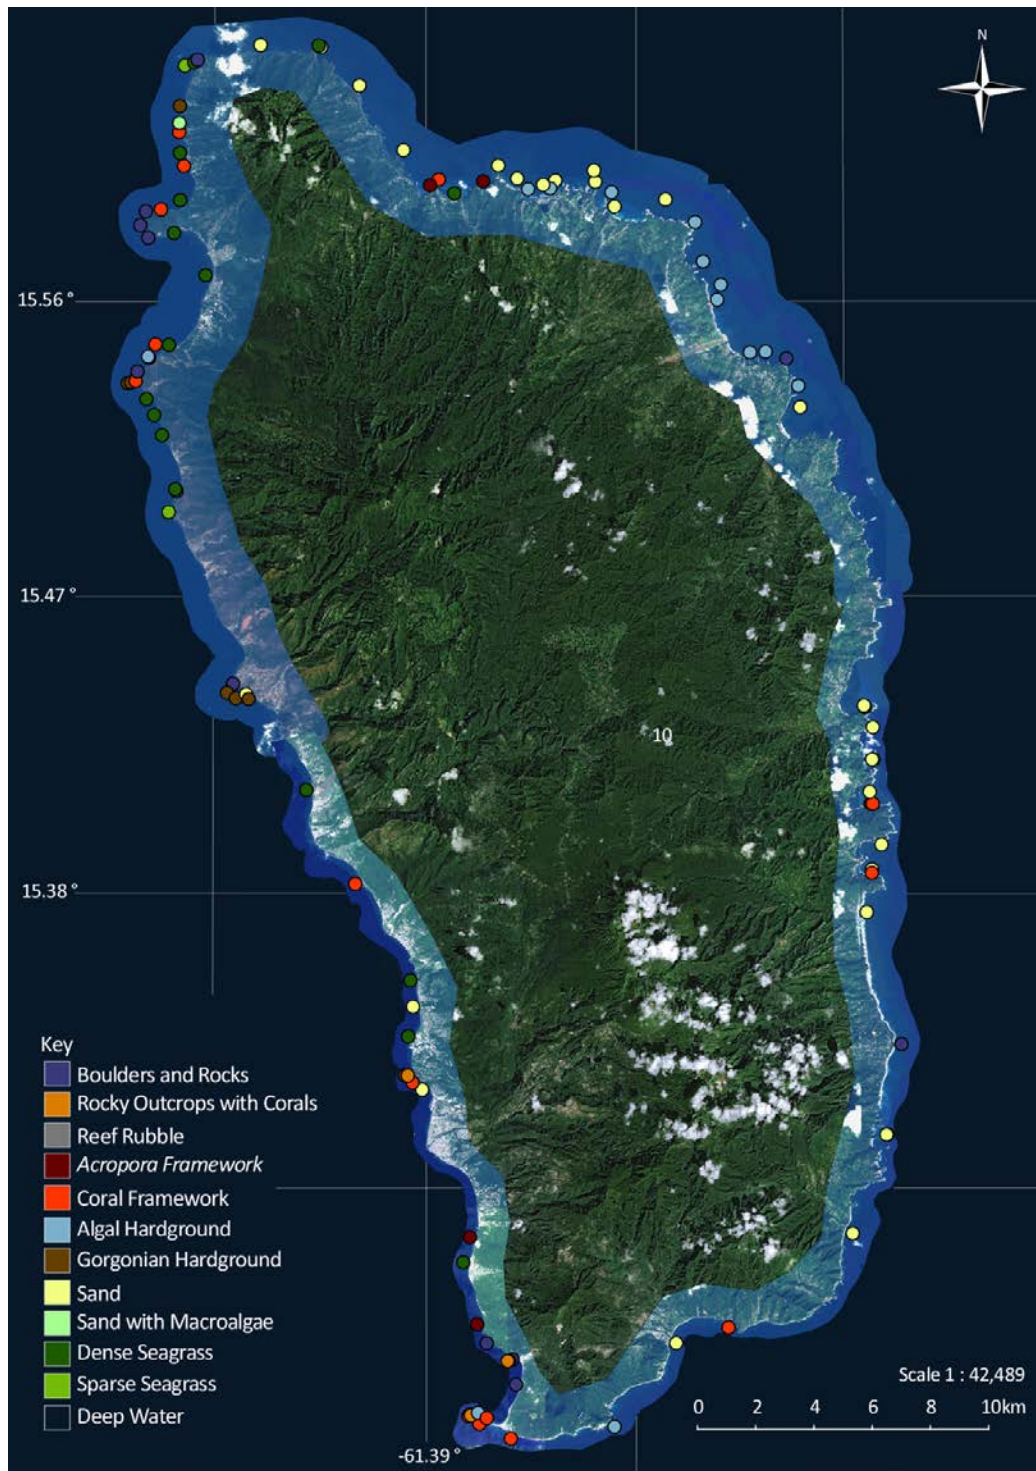 N
15.56 °
15.47 °
10
15.38 °
Key
Boulders and Rocks
Rocky Outcrops with Corals
Reef Rubble
Acropora Framework
Coral Framework
Algal Hardground
Gorgonian Hardground
Sand
Sand with Macroalgae
Dense Seagrass
Sparse Seagrass
Deep Water
Scale 1 : 42,489
0 2 4 6 8 10km
-61.39 °